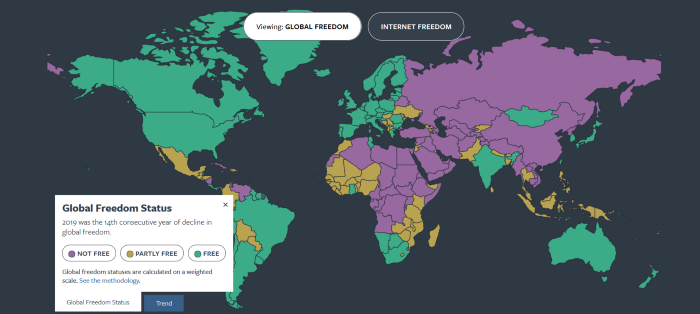 Viewing: GLOBAL FREEDOM
INTERNET FREEDOM
Global Freedom Status
×
2019 was the 14th consecutive year of decline in
global freedom.
NOT FREE
PARTLY FREE
FREE
Global freedom statuses are calculated on a weighted
scale. See the methodology.
Global Freedom Status
Trend